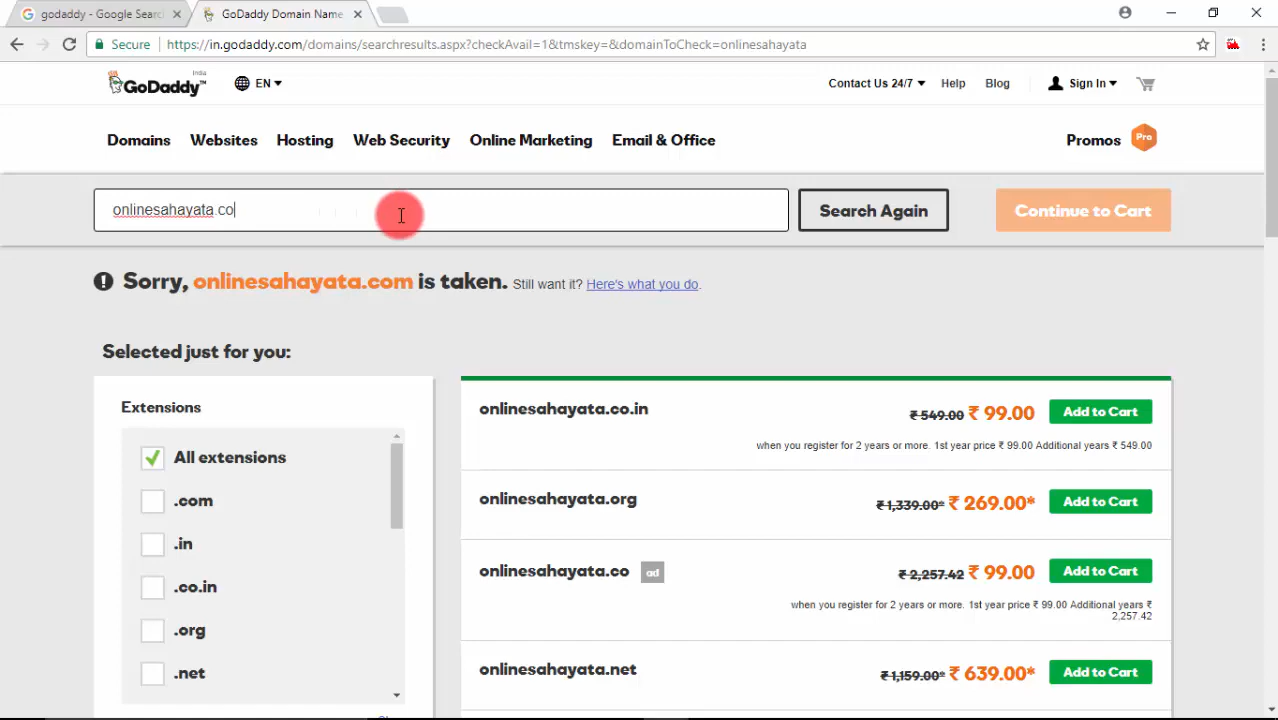 godaddy - Google Searc
GoDaddy Domain Name
Secure
https://in.godaddy.com/domains/searchresults.aspx?checkAvail=1&tmskey=&domainToCheck=onlinesahayata
India
GoDaddy™
EN
Contact Us 24/7
Help
Blog
Sign In
Domains
Websites
Hosting
Web Security
Online Marketing
Email & Office
Promos
Pro
onlinesahayata.co
Search Again
Continue to Cart
Sorry, onlinesahayata.com is taken. Still want it? Here's what you do.
Selected just for you:
Extensions
All extensions
.com
.in
.co.in
.org
.net
onlinesahayata.co.in
₹ 549.00 ₹ 99.00
Add to Cart
when you register for 2 years or more. 1st year price ₹ 99.00 Additional years ₹ 549.00
onlinesahayata.org
₹ 1,339.00* ₹ 269.00*
Add to Cart
onlinesahayata.co
ad
₹ 2,257.42 ₹ 99.00
Add to Cart
when you register for 2 years or more. 1st year price ₹ 99.00 Additional years ₹
2,257.42
onlinesahayata.net
₹ 1,159.00* ₹ 639.00*
Add to Cart